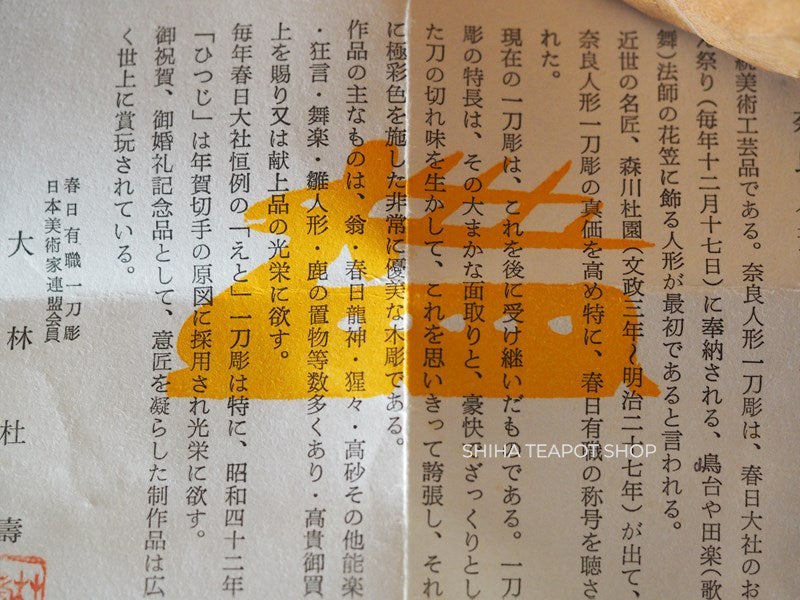 統美術工芸品である。奈良人形一刀彫は、春日大社のお
ん祭り（毎年十二月十七日）に奉納される、島台や田楽（歌
舞）法師の花笠に飾る人形が最初であると言われる。
近世の名匠、森川杜園（文政三年〜明治二十七年）が出て、
奈良人形一刀彫の真価を高め特に、春日有職の称号を聴さ
れた。
現在の一刀彫は、これを後に受け継いだものである。一刀
彫の特長は、その大まかな面取りと、豪快でざっくりとし
た刀の切れ味を生かして、これを思いきって誇張し、それ
に極彩色を施した非常に優美な木彫である。
作品の主なものは、翁・春日龍神・猩々・高砂その他能楽
・狂言・舞楽・雛人形・鹿の置物等数多くあり・高貴御買
上を賜り又は献上品の光栄に欲す。
毎年春日大社恒例の「えと」一刀彫は特に、昭和四十二年
「ひつじ」は年賀切手の原図に採用され光栄に欲す。
御祝賀、御婚礼記念品として、意匠を凝らした制作品は広
く世上に賞玩されている。
春日有職一刀彫
日本美術家連盟会員
大林杜壽
SHIHA TEAPOT SHOP